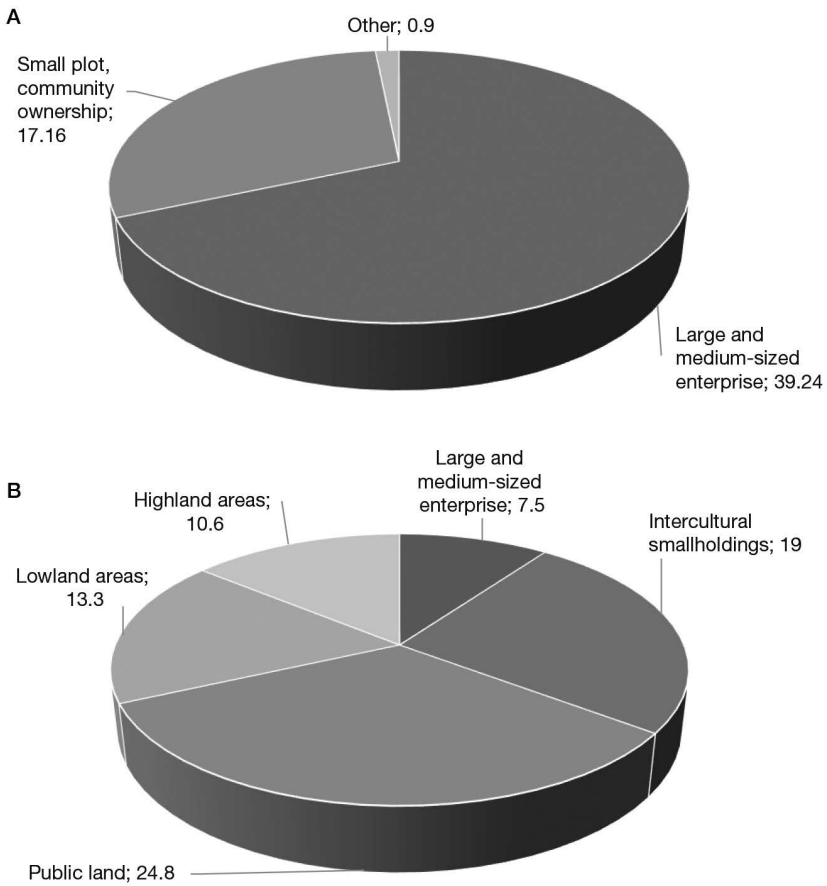 A
Other; 0.9
Small plot,
community
ownership;
17.16
Large and
medium-sized
enterprise; 39.24
B
Large and
medium-sized
enterprise; 7.5
Highland areas;
10.6
Intercultural
smallholdings; 19
Lowland areas;
13.3
Public land; 24.8